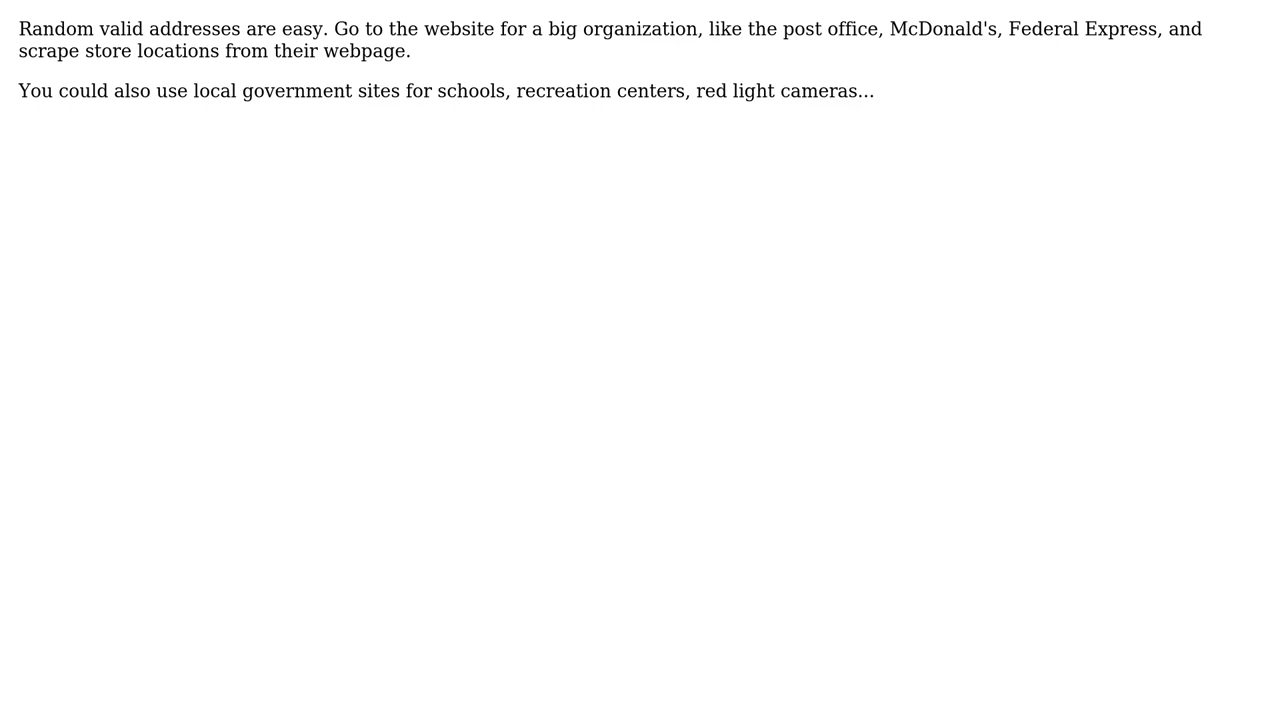 Random valid addresses are easy. Go to the website for a big organization, like the post office, McDonald's, Federal Express, and
scrape store locations from their webpage.
You could also use local government sites for schools, recreation centers, red light cameras...